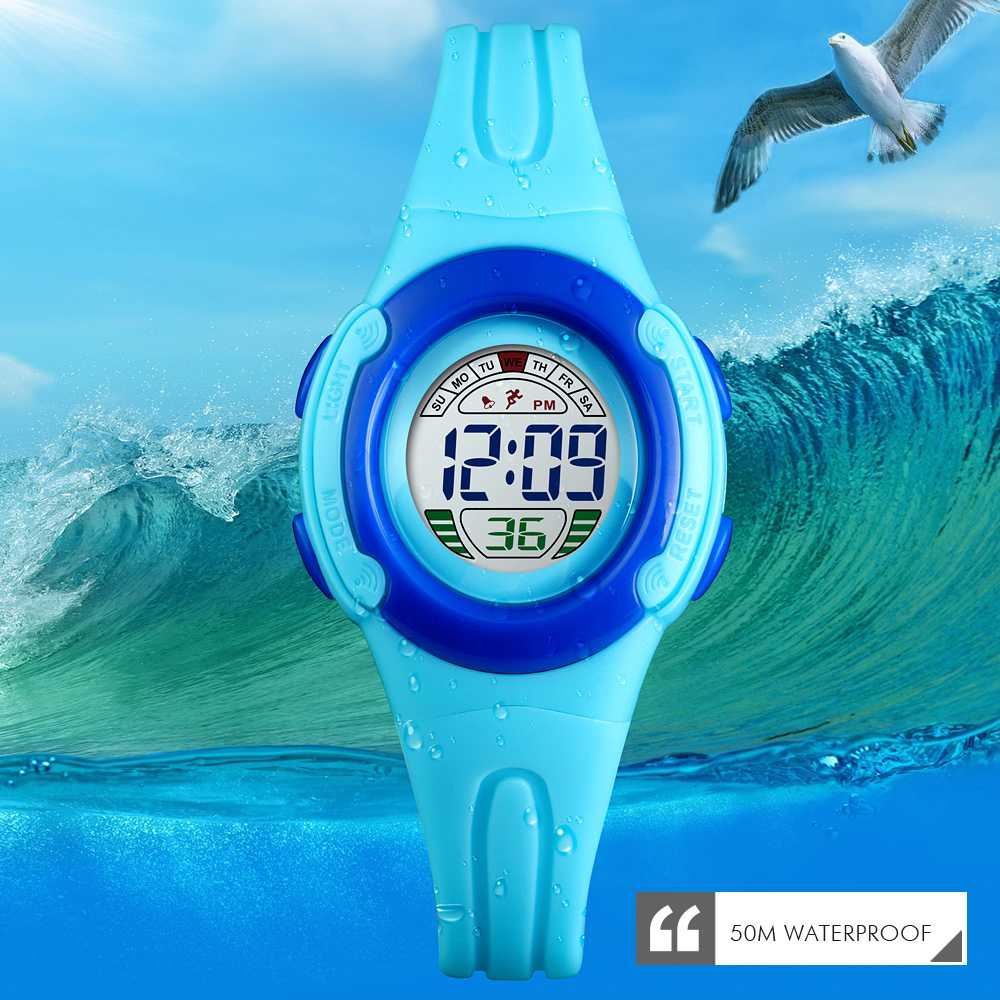 SU MO TU WE TH FR SA
PM
12:09
36
LIGHT
START
MODE
RESET
50M WATERPROOF